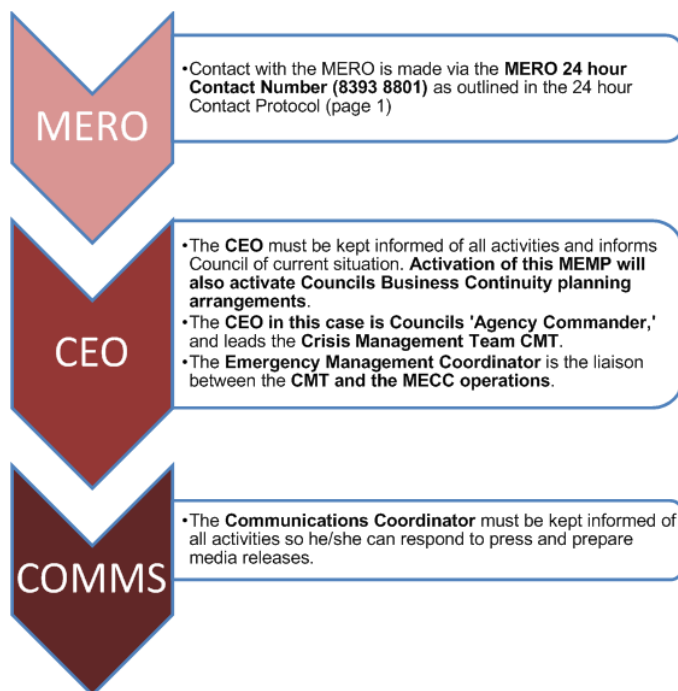 MERO
•Contact with the MERO is made via the MERO 24 hour
Contact Number (8393 8801) as outlined in the 24 hour
Contact Protocol (page 1)
CEO
•The CEO must be kept informed of all activities and informs
Council of current situation. Activation of this MEMP will
also activate Councils Business Continuity planning
arrangements.
•The CEO in this case is Councils 'Agency Commander,'
and leads the Crisis Management Team CMT.
•The Emergency Management Coordinator is the liaison
between the CMT and the MECC operations.
COMMS
•The Communications Coordinator must be kept informed of
all activities so he/she can respond to press and prepare
media releases.